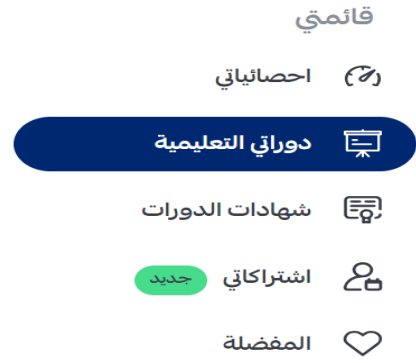 قائمتي
احصائياتي
دوراتي التعليمية
شهادات الدورات
اشتراكاتي جديد
المفضلة